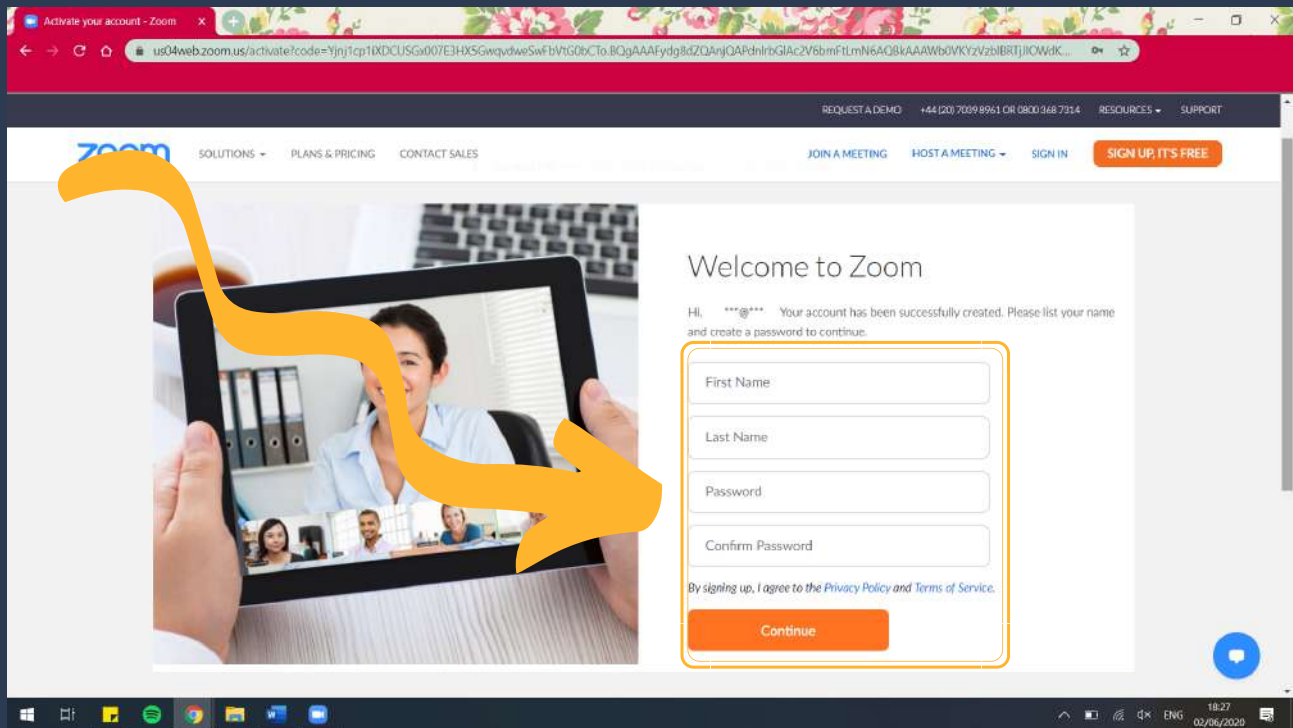 Activate your account - Zoom
REQUEST A DEMO +44 (20) 7039 8961 OR 0800 368 7314 RESOURCES SUPPORT
zoom SOLUTIONS PLANS & PRICING CONTACT SALES JOIN A MEETING HOST A MEETING SIGN IN SIGN UP, IT'S FREE
Welcome to Zoom
Hi, ***@*** Your account has been successfully created. Please list your name
and create a password to continue.
First Name
Last Name
Password
Confirm Password
By signing up, I agree to the Privacy Policy and Terms of Service.
Continue
ENG 18:27
02/06/2020